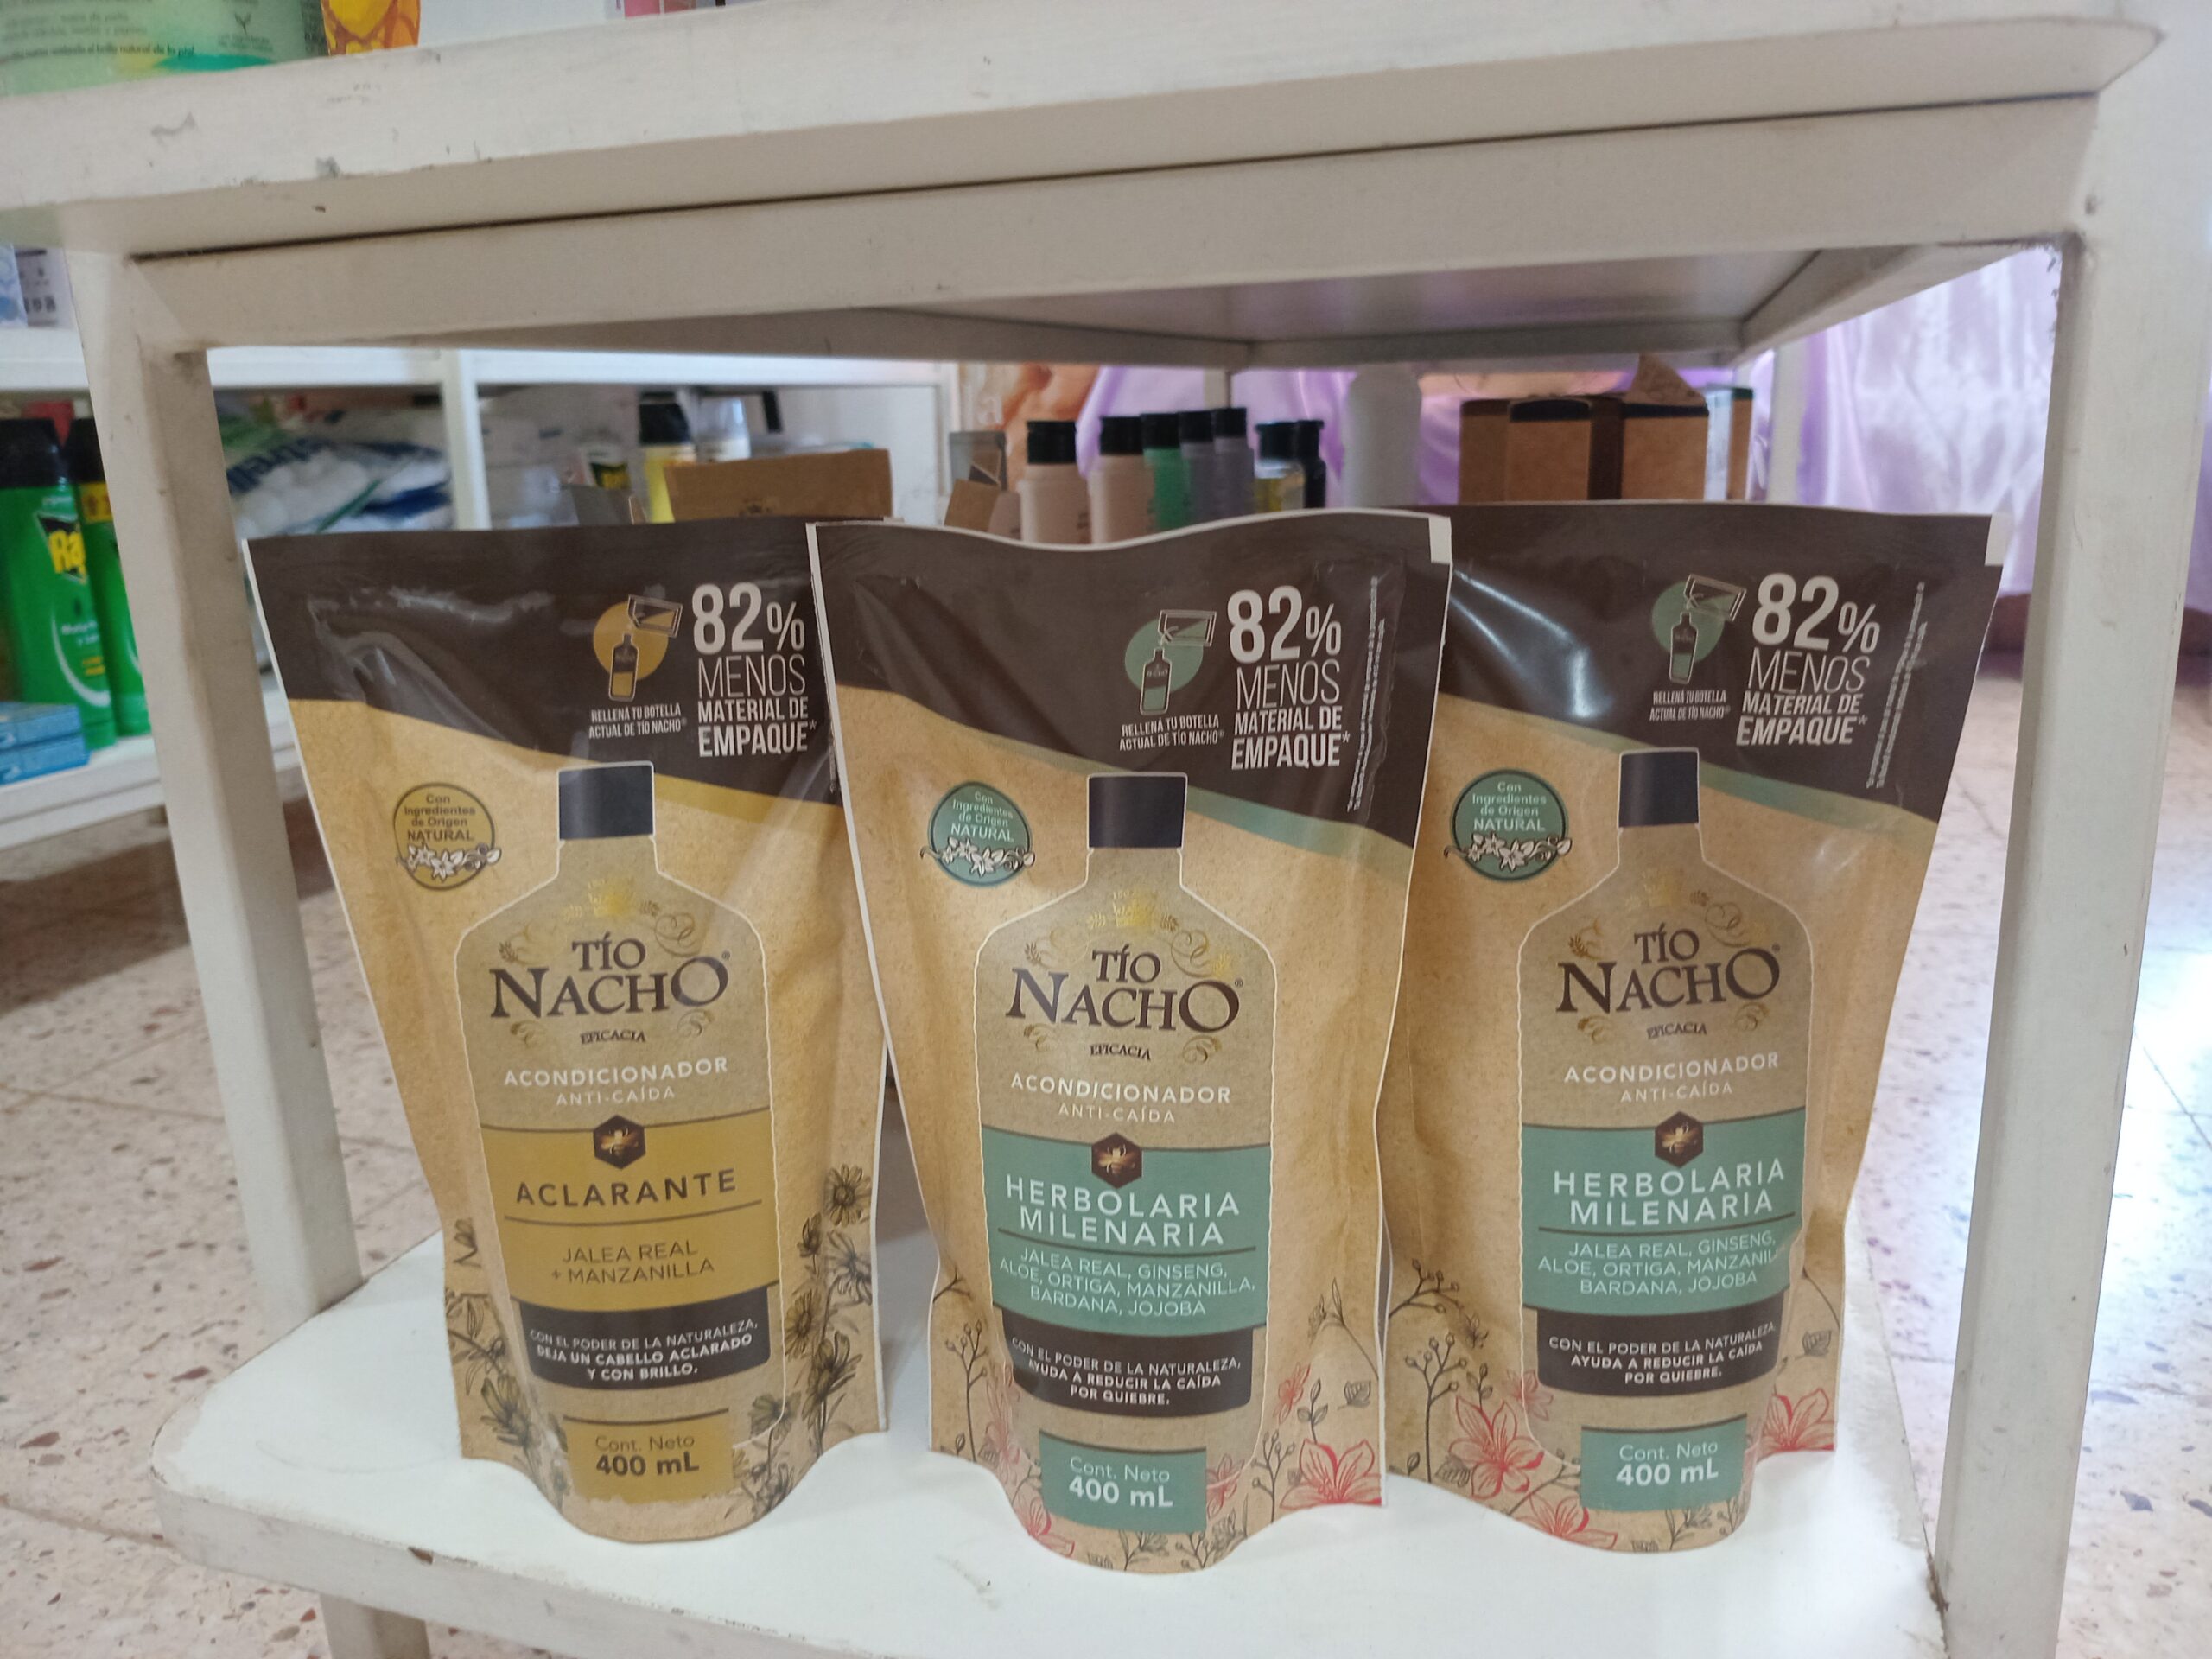 82%
MENOS
MATERIAL DE
EMPAQUE*
RELLENÁ TU BOTELLA
ACTUAL DE TÍO NACHO®
Con
Ingredientes
de Origen
NATURAL
TÍO
NACHO®
EFICACIA
ACONDICIONADOR
ANTI-CAÍDA
ACLARANTE
JALEA REAL
+ MANZANILLA
CON EL PODER DE LA NATURALEZA,
DEJA UN CABELLO ACLARADO
Y CON BRILLO.
Cont. Neto
400 mL
82%
MENOS
MATERIAL DE
EMPAQUE*
RELLENÁ TU BOTELLA
ACTUAL DE TÍO NACHO®
Con
Ingredientes
de Origen
NATURAL
TÍO
NACHO®
EFICACIA
ACONDICIONADOR
ANTI-CAÍDA
HERBOLARIA
MILENARIA
JALEA REAL, GINSENG,
ALOE, ORTIGA, MANZANILLA,
BARDANA, JOJOBA
CON EL PODER DE LA NATURALEZA,
AYUDA A REDUCIR LA CAÍDA
POR QUIEBRE.
Cont. Neto
400 mL
82%
MENOS
MATERIAL DE
EMPAQUE*
RELLENÁ TU BOTELLA
ACTUAL DE TÍO NACHO®
Con
Ingredientes
de Origen
NATURAL
TÍO
NACHO®
EFICACIA
ACONDICIONADOR
ANTI-CAÍDA
HERBOLARIA
MILENARIA
JALEA REAL, GINSENG,
ALOE, ORTIGA, MANZANIL
BARDANA, JOJOBA
CON EL PODER DE LA NATURALEZA,
AYUDA A REDUCIR LA CAÍDA
POR QUIEBRE.
Cont. Neto
400 mL